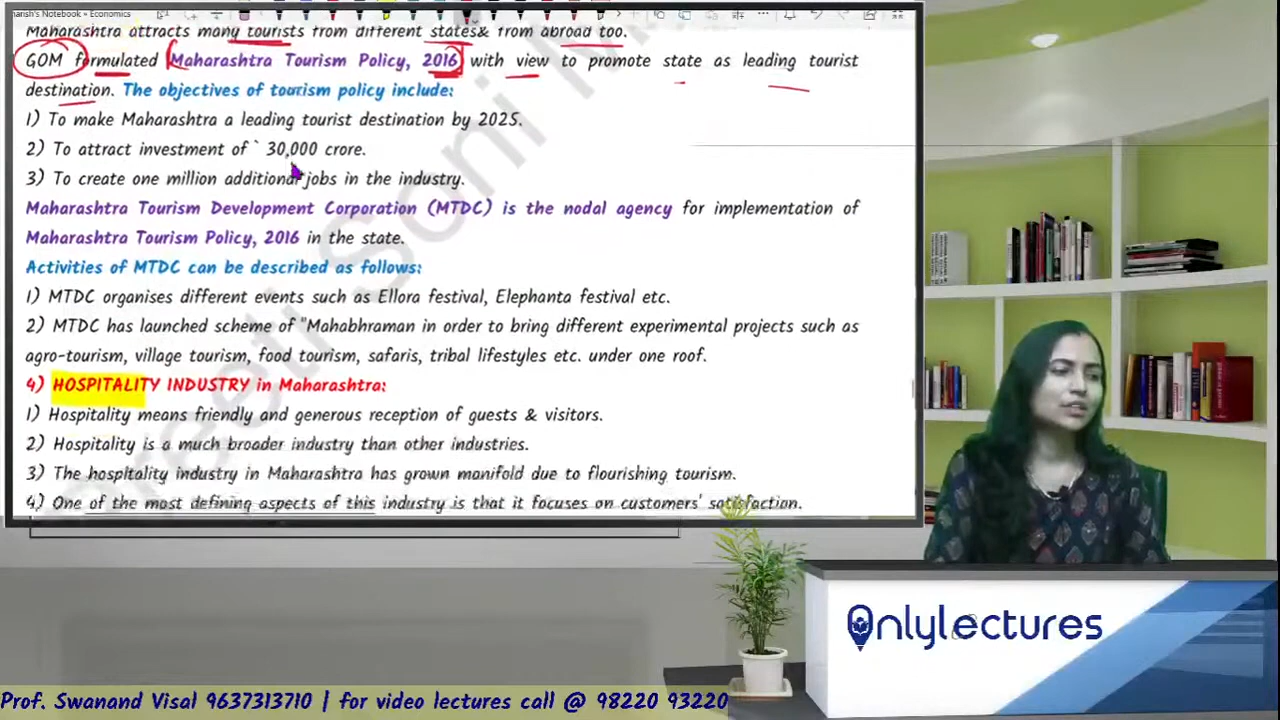 harish's Notebook » Economics
Maharashtra attracts many tourists from different states& from abroad too.
GOM formulated Maharashtra Tourism Policy, 2016 with view to promote state as leading tourist
destination. The objectives of tourism policy include:
1) To make Maharashtra a leading tourist destination by 2025.
2) To attract investment of ` 30,000 crore.
3) To create one million additional jobs in the industry.
Maharashtra Tourism Development Corporation (MTDC) is the nodal agency for implementation of
Maharashtra Tourism Policy, 2016 in the state.
Activities of MTDC can be described as follows:
1) MTDC organises different events such as Ellora festival, Elephanta festival etc.
2) MTDC has launched scheme of "Mahabhraman in order to bring different experimental projects such as
agro-tourism, village tourism, food tourism, safaris, tribal lifestyles etc. under one roof.
4) HOSPITALITY INDUSTRY in Maharashtra:
1) Hospitality means friendly and generous reception of guests & visitors.
2) Hospitality is a much broader industry than other industries.
3) The hospitality industry in Maharashtra has grown manifold due to flourishing tourism.
4) One of the most defining aspects of this industry is that it focuses on customers' satisfaction.
Onlylectures
Prof. Swanand Visal 9637313710 | for video lectures call @ 98220 93220